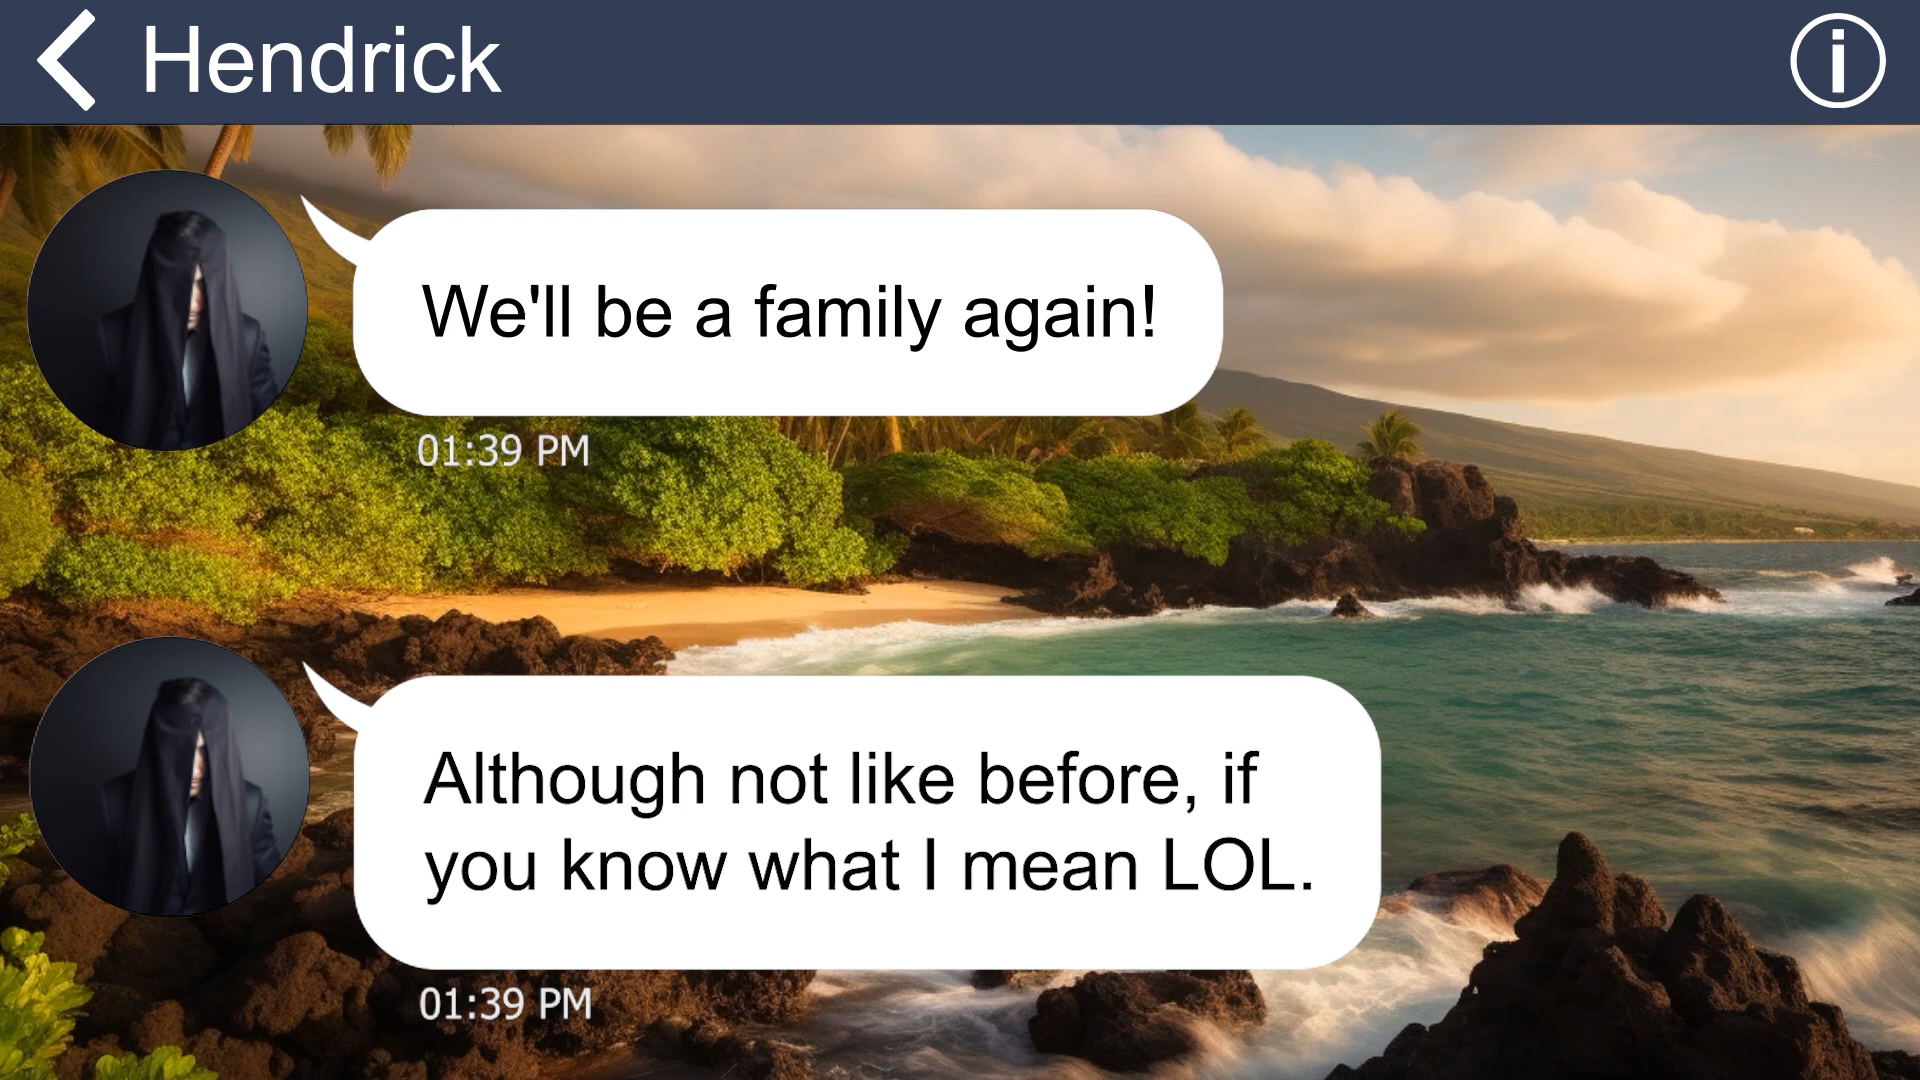 Hendrick
We'll be a family again!
01:39 PM
Although not like before, if
you know what I mean LOL.
01:39 PM